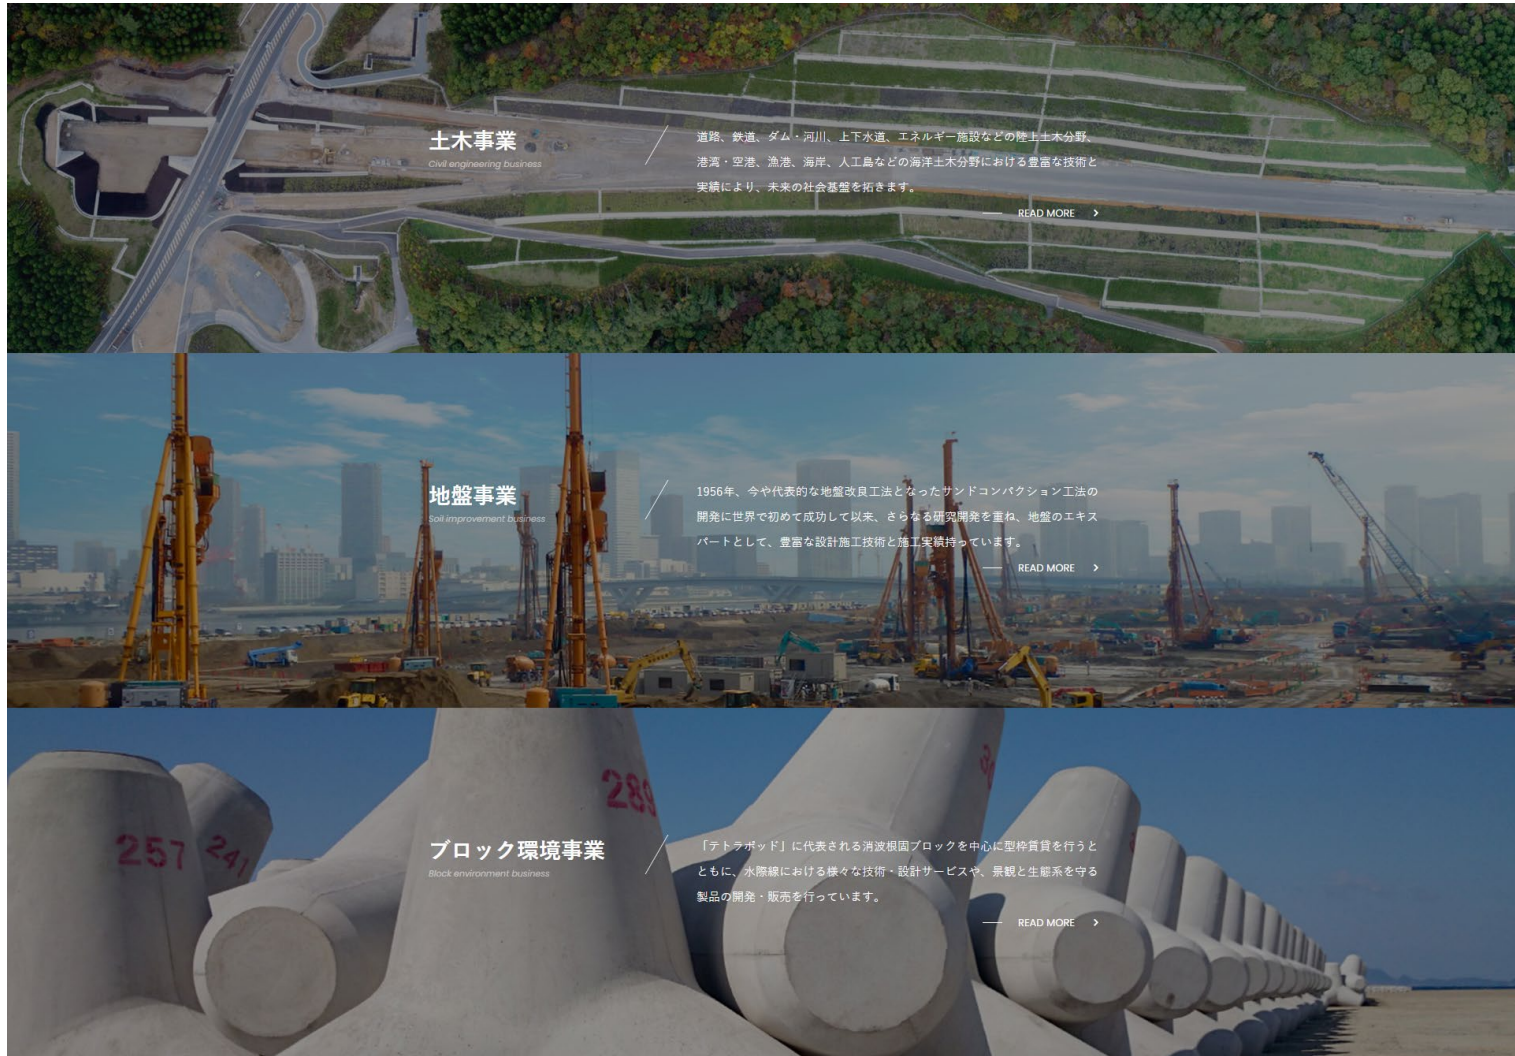 土木事業
Civil engineering business
道路、鉄道、ダム・河川、上下水道、エネルギー施設などの陸上土木分野、
港湾・空港、漁港、海岸、人工島などの海洋土木分野における豊富な技術と
実績により、未来の社会基盤を拓きます。
READ MORE
地盤事業
Soil improvement business
1956年、今や代表的な地盤改良工法となったサンドコンパクション工法の
開発に世界で初めて成功して以来、さらなる研究開発を重ね、地盤のエキス
パートとして、豊富な設計施工技術と施工実績持っています。
READ MORE
289
30
257
241
ブロック環境事業
Block environment business
「テトラポッド」に代表される消波根固ブロックを中心に型枠賃貸を行うと
ともに、水際線における様々な技術・設計サービスや、景観と生態系を守る
製品の開発・販売を行っています。
READ MORE